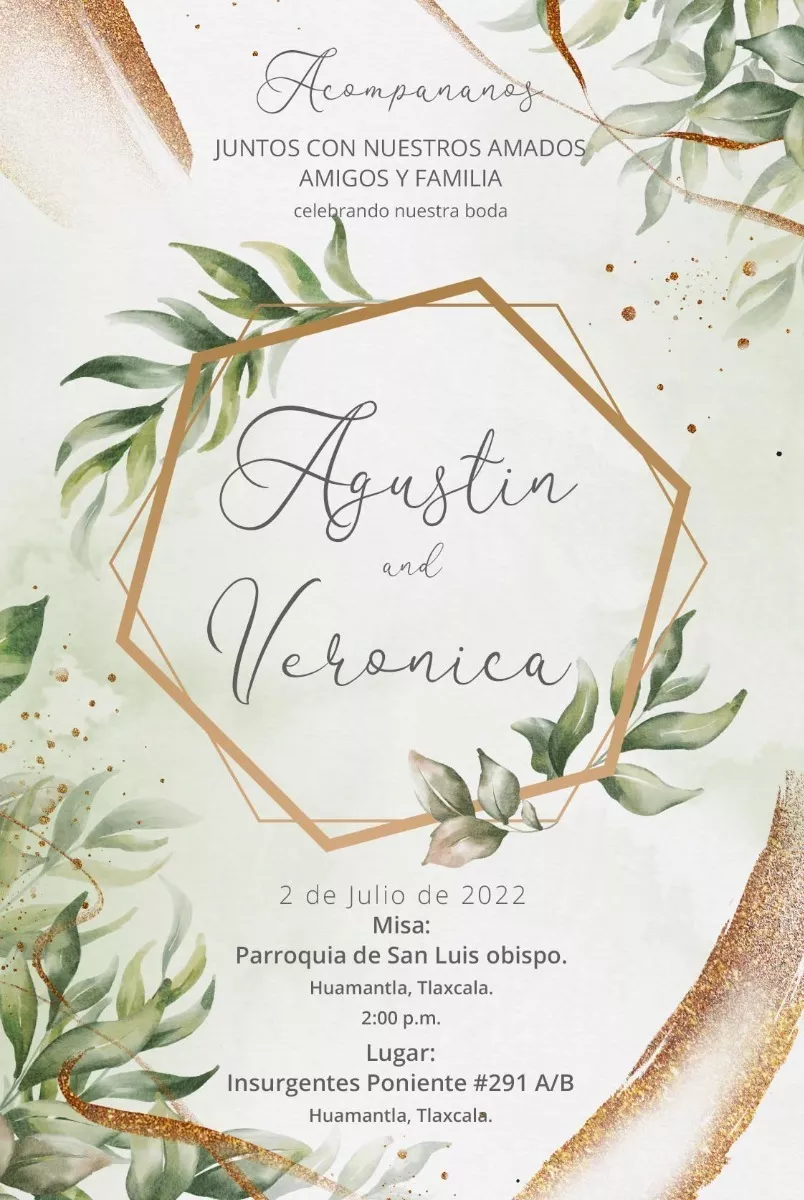 Acompananos
JUNTOS CON NUESTROS AMADOS
AMIGOS Y FAMILIA
celebrando nuestra boda
Agustin
and
Veronica
2 de Julio de 2022
Misa:
Parroquia de San Luis obispo.
Huamantla, Tlaxcala.
2:00 p.m.
Lugar:
Insurgentes Poniente #291 A/B
Huamantla, Tlaxcala.